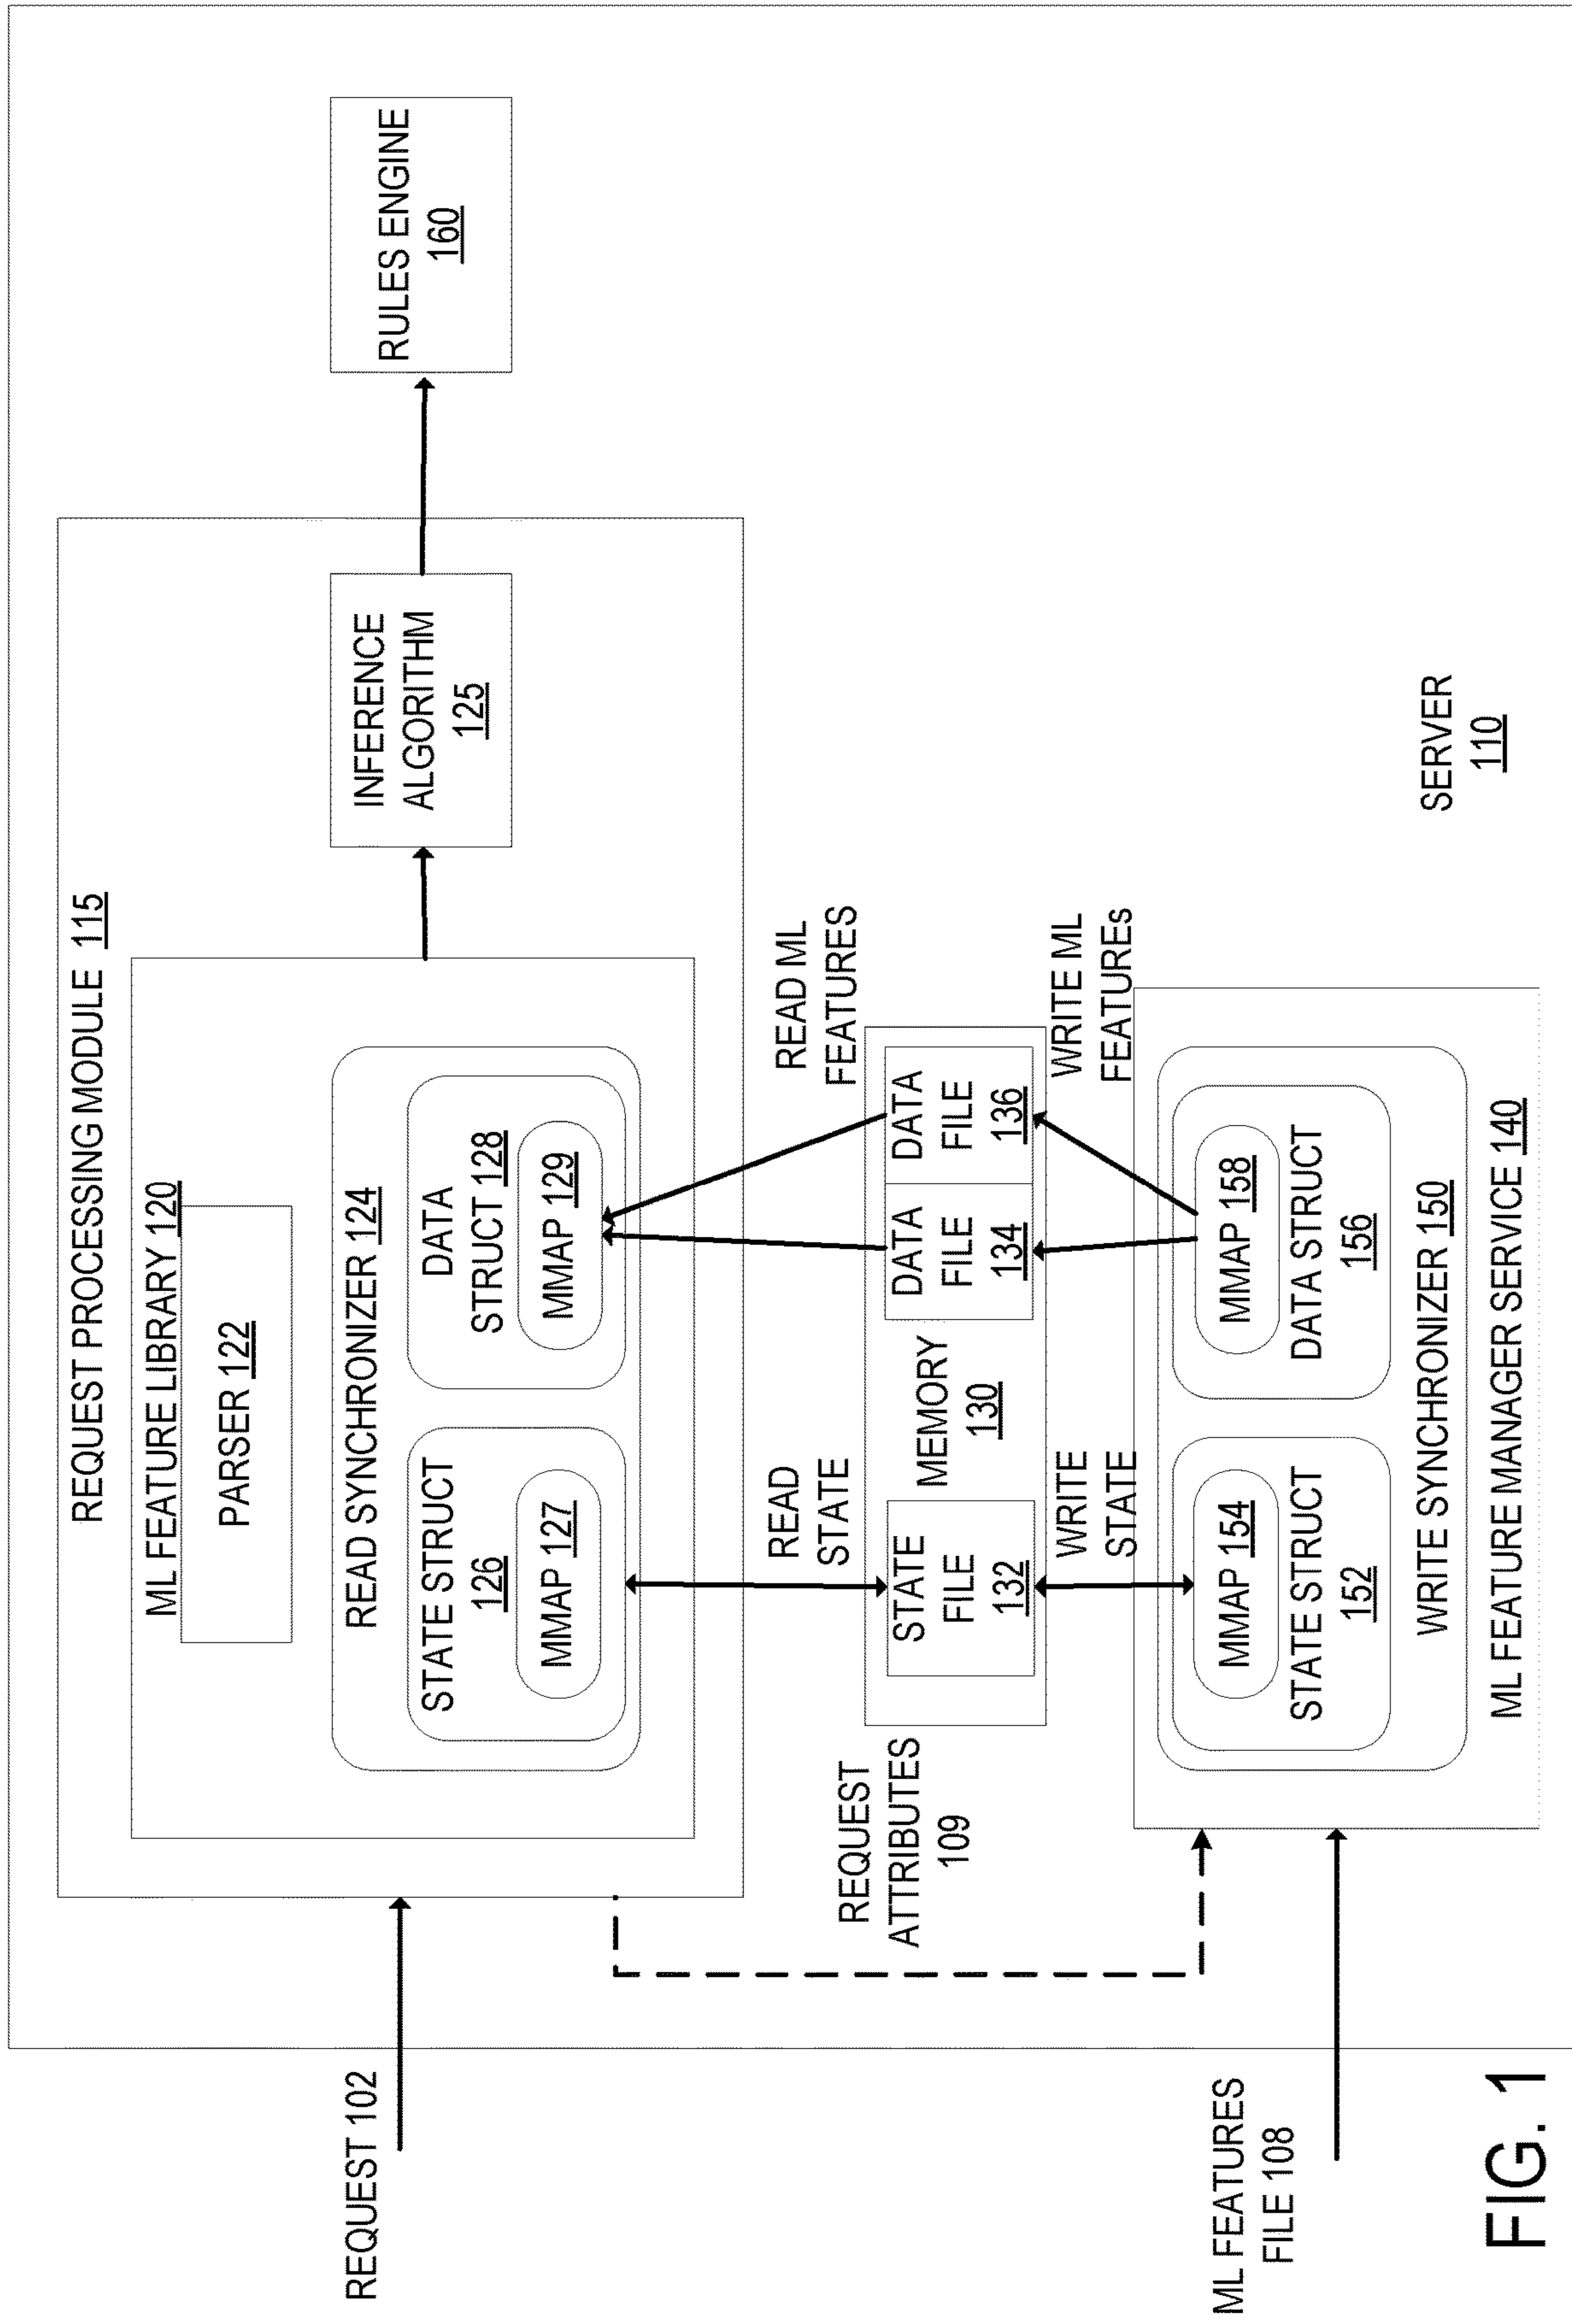 REQUEST PROCESSING MODULE 115
ML FEATURE LIBRARY 120
PARSER 122
READ SYNCHRONIZER 124
STATE STRUCT
126
MMAP 127
DATA
STRUCT 128
MMAP 129
INFERENCE
ALGORITHM
125
RULES ENGINE
160
REQUEST 102
READ
STATE
READ ML
FEATURES
REQUEST
ATTRIBUTES
109
STATE
FILE
132
MEMORY
130
DATA
FILE
134
DATA
FILE
136
WRITE
STATE
WRITE ML
FEATUREs
MMAP 154
STATE STRUCT
152
MMAP 158
DATA STRUCT
156
WRITE SYNCHRONIZER 150
ML FEATURE MANAGER SERVICE 140
ML FEATURES
FILE 108
SERVER
110
FIG. 1